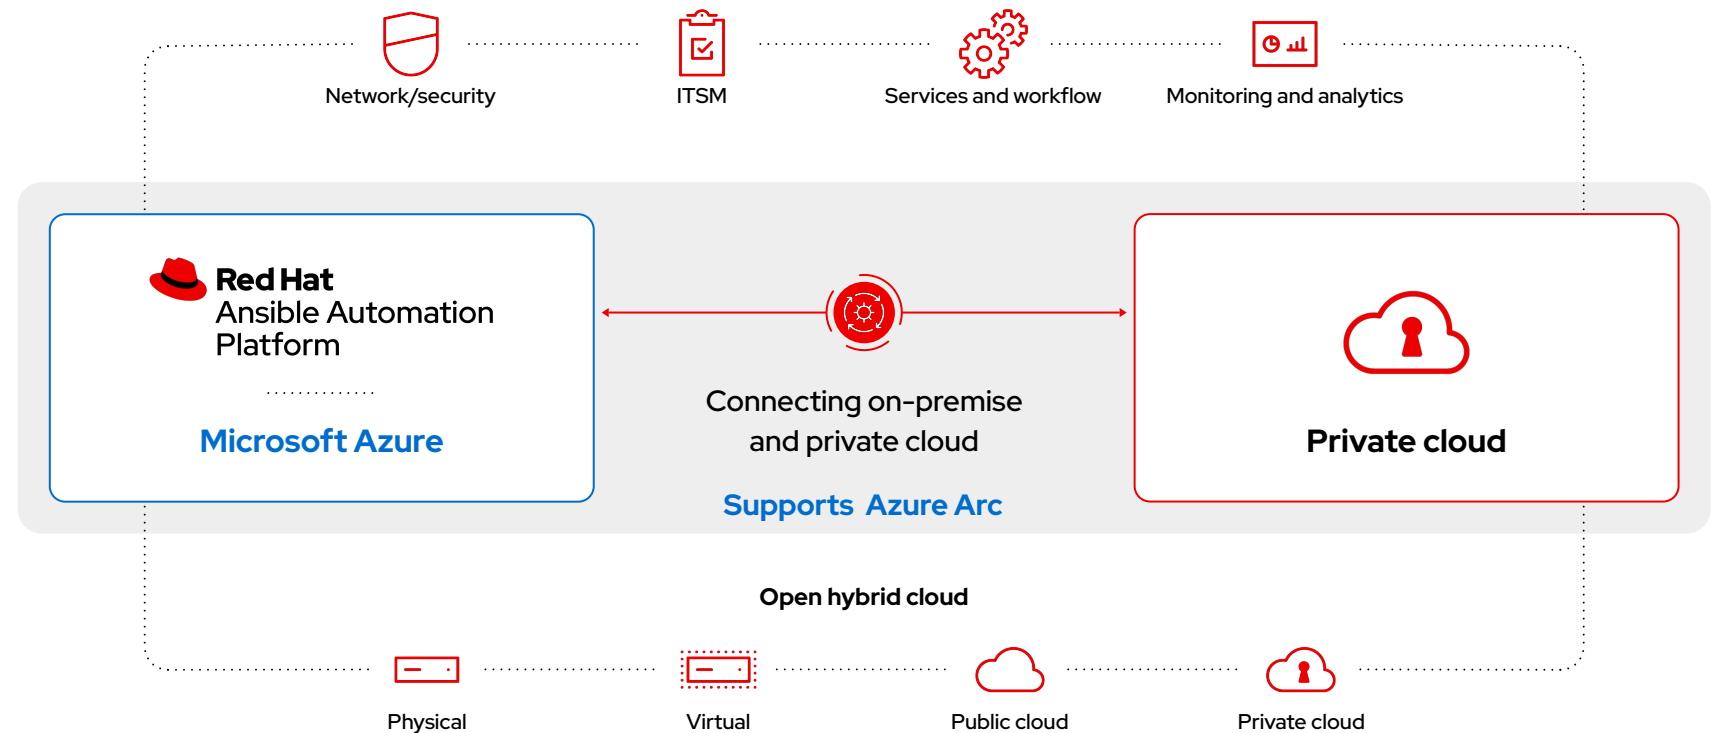 Network/security
ITSM
Services and workflow
Monitoring and analytics
Red Hat
Ansible Automation
Platform
Microsoft Azure
Connecting on-premise
and private cloud
Supports Azure Arc
Private cloud
Open hybrid cloud
Physical
Virtual
Public cloud
Private cloud